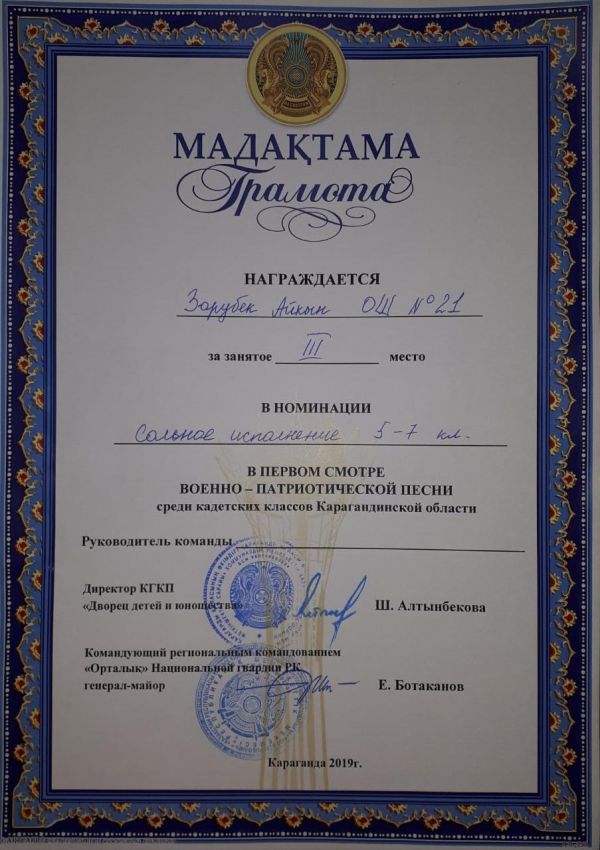 МАДАҚТАМА
Грамота
НАГРАЖДАЕТСЯ
Зарубек Айкын ОШ №21
за занятое III место
В НОМИНАЦИИ
Сольное исполнение 5-7 кл.
В ПЕРВОМ СМОТРЕ
ВОЕННО – ПАТРИОТИЧЕСКОЙ ПЕСНИ
среди кадетских классов Карагандинской области
Руководитель команды
Директор КГКП
«Дворец детей и юношества» Ш. Алтынбекова
Командующий региональным командованием
«Орталық» Национальной гвардии РК
генерал-майор Е. Ботаканов
Караганда 2019г.